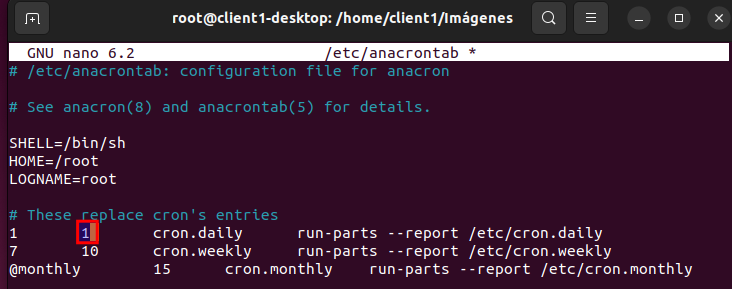 root@client1-desktop: /home/client1/Imágenes
GNU nano 6.2 /etc/anacrontab *
# /etc/anacrontab: configuration file for anacron
# See anacron(8) and anacrontab(5) for details.
SHELL=/bin/sh
HOME=/root
LOGNAME=root
# These replace cron's entries
1 1 cron.daily run-parts --report /etc/cron.daily
7 10 cron.weekly run-parts --report /etc/cron.weekly
@monthly 15 cron.monthly run-parts --report /etc/cron.monthly